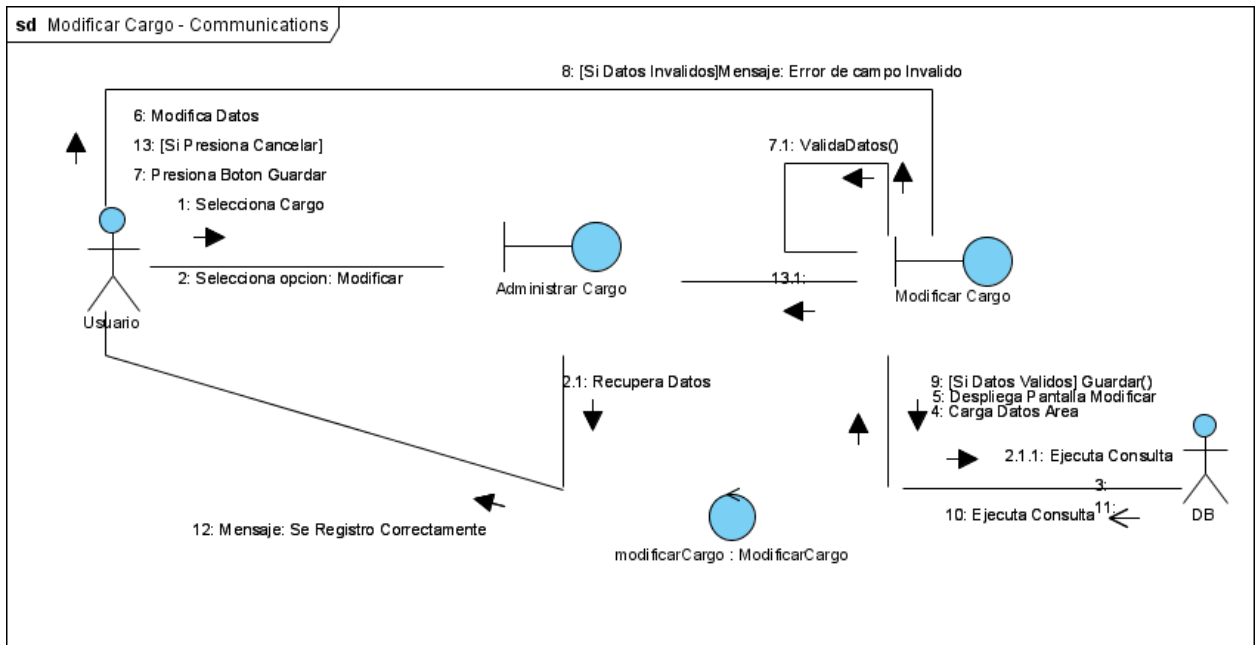 sd Modificar Cargo - Communications
8: [Si Datos Invalidos]Mensaje: Error de campo Invalido
6: Modifica Datos
13: [Si Presiona Cancelar]
7: Presiona Boton Guardar
1: Selecciona Cargo
2: Selecciona opcion: Modificar
Usuario
Administrar Cargo
7.1: ValidaDatos()
13.1:
Modificar Cargo
2.1: Recupera Datos
9: [Si Datos Validos] Guardar()
5: Despliega Pantalla Modificar
4: Carga Datos Area
2.1.1: Ejecuta Consulta
3:
11:
10: Ejecuta Consulta
DB
12: Mensaje: Se Registro Correctamente
modificarCargo : ModificarCargo